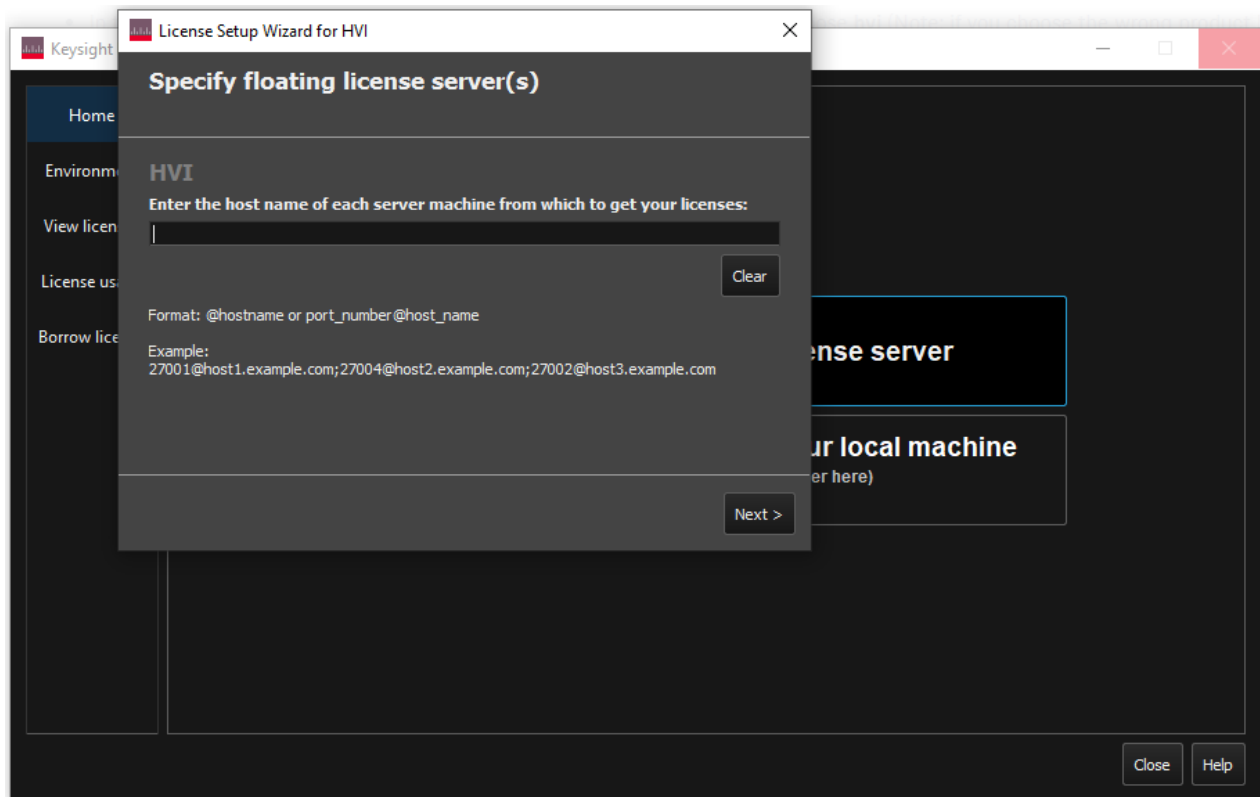 License Setup Wizard for HVI
Keysight
Specify floating license server(s)
Home
Environm
HVI
Enter the host name of each server machine from which to get your licenses:
View licen
Clear
License us
Format: @hostname or port_number@host_name
Borrow lice
Example:
27001@host1.example.com;27004@host2.example.com;27002@host3.example.com
ense server
ur local machine
er here)
Next >
Close
Help